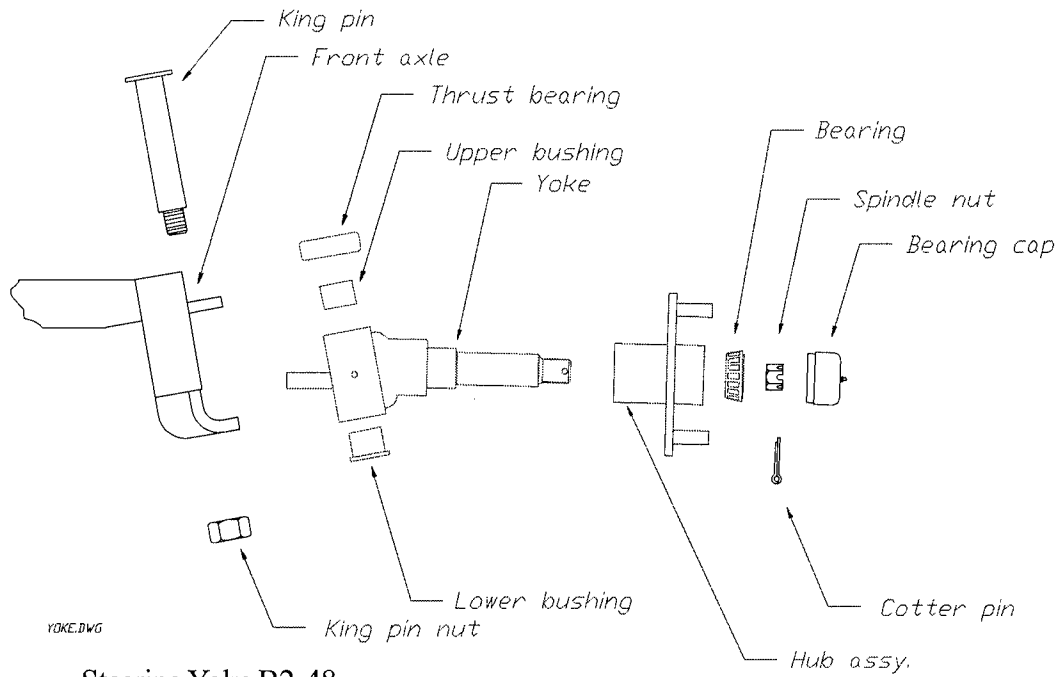 King pin
Front axle
Thrust bearing
Upper bushing
Yoke
Bearing
Spindle nut
Bearing cap
Lower bushing
King pin nut
Cotter pin
Hub assy.
YOKE.DWG